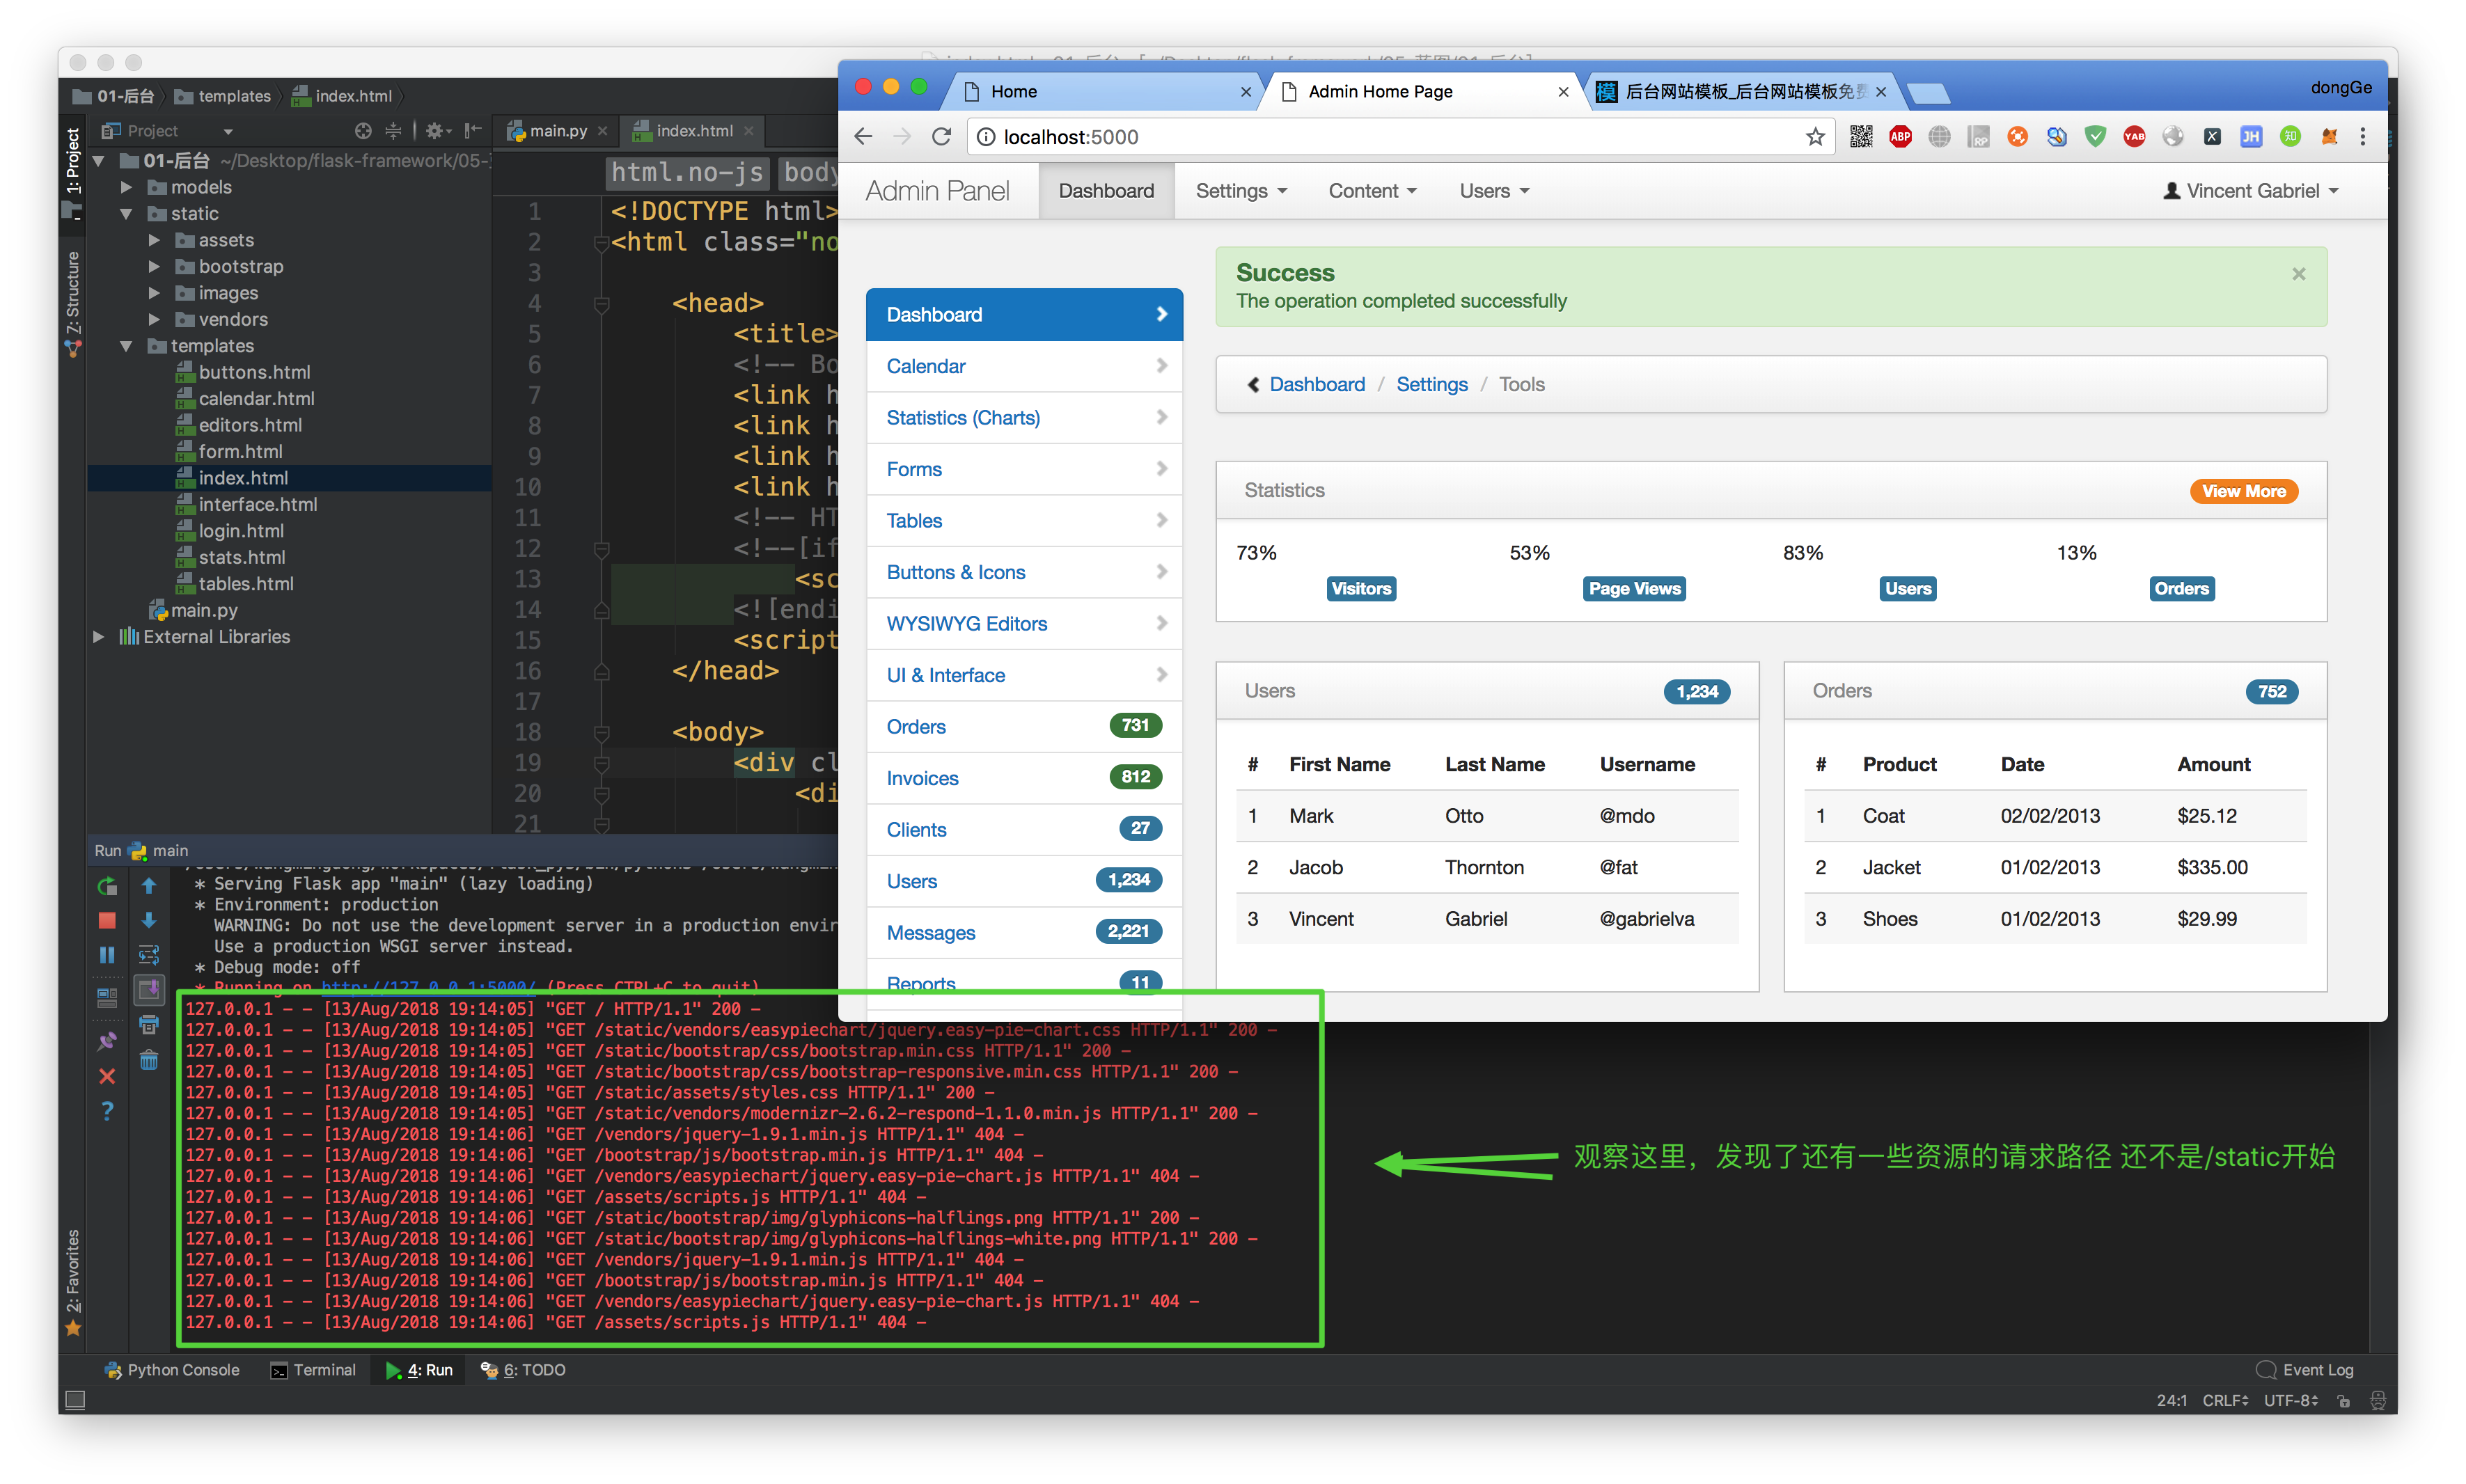 Home
Admin Home Page
后台网站模板_后台网站模板免费
dongGe
localhost:5000
01-后台
templates
index.html
Project
main.py
index.html
1: Project
7: Structure
2: Favorites
01-后台 ~/Desktop/flask-framework/05-
models
static
assets
bootstrap
images
vendors
templates
buttons.html
calendar.html
editors.html
form.html
index.html
interface.html
login.html
stats.html
tables.html
main.py
External Libraries
html.no-js
body
1 <!DOCTYPE html>
2 <html class="no
3
4 <head>
5 <title>
6 <!-- Bo
7 <link h
8 <link h
9 <link h
10 <link h
11 <!-- HT
12 <!--[if
13 <sc
14 <![endi
15 <script
16 </head>
17
18 <body>
19 <div cl
20 <di
21
Admin Panel
Dashboard
Settings
Content
Users
Vincent Gabriel
Dashboard
Calendar
Statistics (Charts)
Forms
Tables
Buttons & Icons
WYSIWYG Editors
UI & Interface
Orders 731
Invoices 812
Clients 27
Users 1,234
Messages 2,221
Reports 11
Success
The operation completed successfully
×
Dashboard / Settings / Tools
Statistics
View More
73% 53% 83% 13%
Visitors Page Views Users Orders
Users 1,234
# First Name Last Name Username
1 Mark Otto @mdo
2 Jacob Thornton @fat
3 Vincent Gabriel @gabrielva
Orders 752
# Product Date Amount
1 Coat 02/02/2013 $25.12
2 Jacket 01/02/2013 $335.00
3 Shoes 01/02/2013 $29.99
Run main
* Serving Flask app "main" (lazy loading)
* Environment: production
WARNING: Do not use the development server in a production envir
Use a production WSGI server instead.
* Debug mode: off
* Running on http://127.0.0.1:5000/ (Press CTRL+C to quit)
127.0.0.1 - - [13/Aug/2018 19:14:05] "GET / HTTP/1.1" 200 -
127.0.0.1 - - [13/Aug/2018 19:14:05] "GET /static/vendors/easypiechart/jquery.easy-pie-chart.css HTTP/1.1" 200 -
127.0.0.1 - - [13/Aug/2018 19:14:05] "GET /static/bootstrap/css/bootstrap.min.css HTTP/1.1" 200 -
127.0.0.1 - - [13/Aug/2018 19:14:05] "GET /static/bootstrap/css/bootstrap-responsive.min.css HTTP/1.1" 200 -
127.0.0.1 - - [13/Aug/2018 19:14:05] "GET /static/assets/styles.css HTTP/1.1" 200 -
127.0.0.1 - - [13/Aug/2018 19:14:05] "GET /static/vendors/modernizr-2.6.2-respond-1.1.0.min.js HTTP/1.1" 200 -
127.0.0.1 - - [13/Aug/2018 19:14:06] "GET /vendors/jquery-1.9.1.min.js HTTP/1.1" 404 -
127.0.0.1 - - [13/Aug/2018 19:14:06] "GET /bootstrap/js/bootstrap.min.js HTTP/1.1" 404 -
127.0.0.1 - - [13/Aug/2018 19:14:06] "GET /vendors/easypiechart/jquery.easy-pie-chart.js HTTP/1.1" 404 -
127.0.0.1 - - [13/Aug/2018 19:14:06] "GET /assets/scripts.js HTTP/1.1" 404 -
127.0.0.1 - - [13/Aug/2018 19:14:06] "GET /static/bootstrap/img/glyphicons-halflings.png HTTP/1.1" 200 -
127.0.0.1 - - [13/Aug/2018 19:14:06] "GET /static/bootstrap/img/glyphicons-halflings-white.png HTTP/1.1" 200 -
127.0.0.1 - - [13/Aug/2018 19:14:06] "GET /vendors/jquery-1.9.1.min.js HTTP/1.1" 404 -
127.0.0.1 - - [13/Aug/2018 19:14:06] "GET /bootstrap/js/bootstrap.min.js HTTP/1.1" 404 -
127.0.0.1 - - [13/Aug/2018 19:14:06] "GET /vendors/easypiechart/jquery.easy-pie-chart.js HTTP/1.1" 404 -
127.0.0.1 - - [13/Aug/2018 19:14:06] "GET /assets/scripts.js HTTP/1.1" 404 -
观察这里，发现了还有一些资源的请求路径 还不是/static开始
Python Console
Terminal
4: Run
6: TODO
Event Log
24:1 CRLF UTF-8